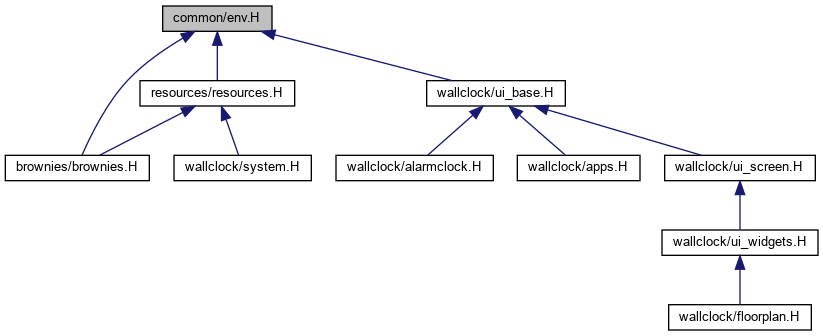 common/env.H
resources/resources.H
wallclock/ui_base.H
brownies/brownies.H
wallclock/system.H
wallclock/alarmclock.H
wallclock/apps.H
wallclock/ui_screen.H
wallclock/ui_widgets.H
wallclock/floorplan.H